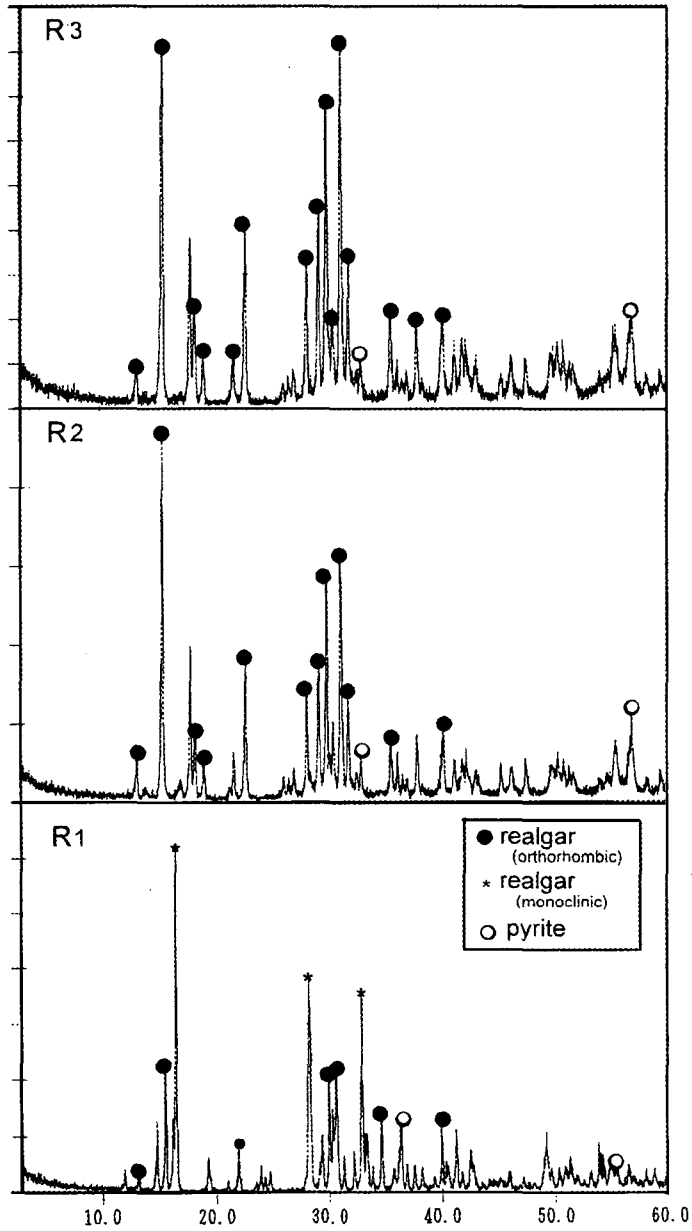 R3
R2
R1
● realgar
(orthorhombic)
* realgar
(monoclinic)
○ pyrite
10.0 20.0 30.0 40.0 50.0 60.0